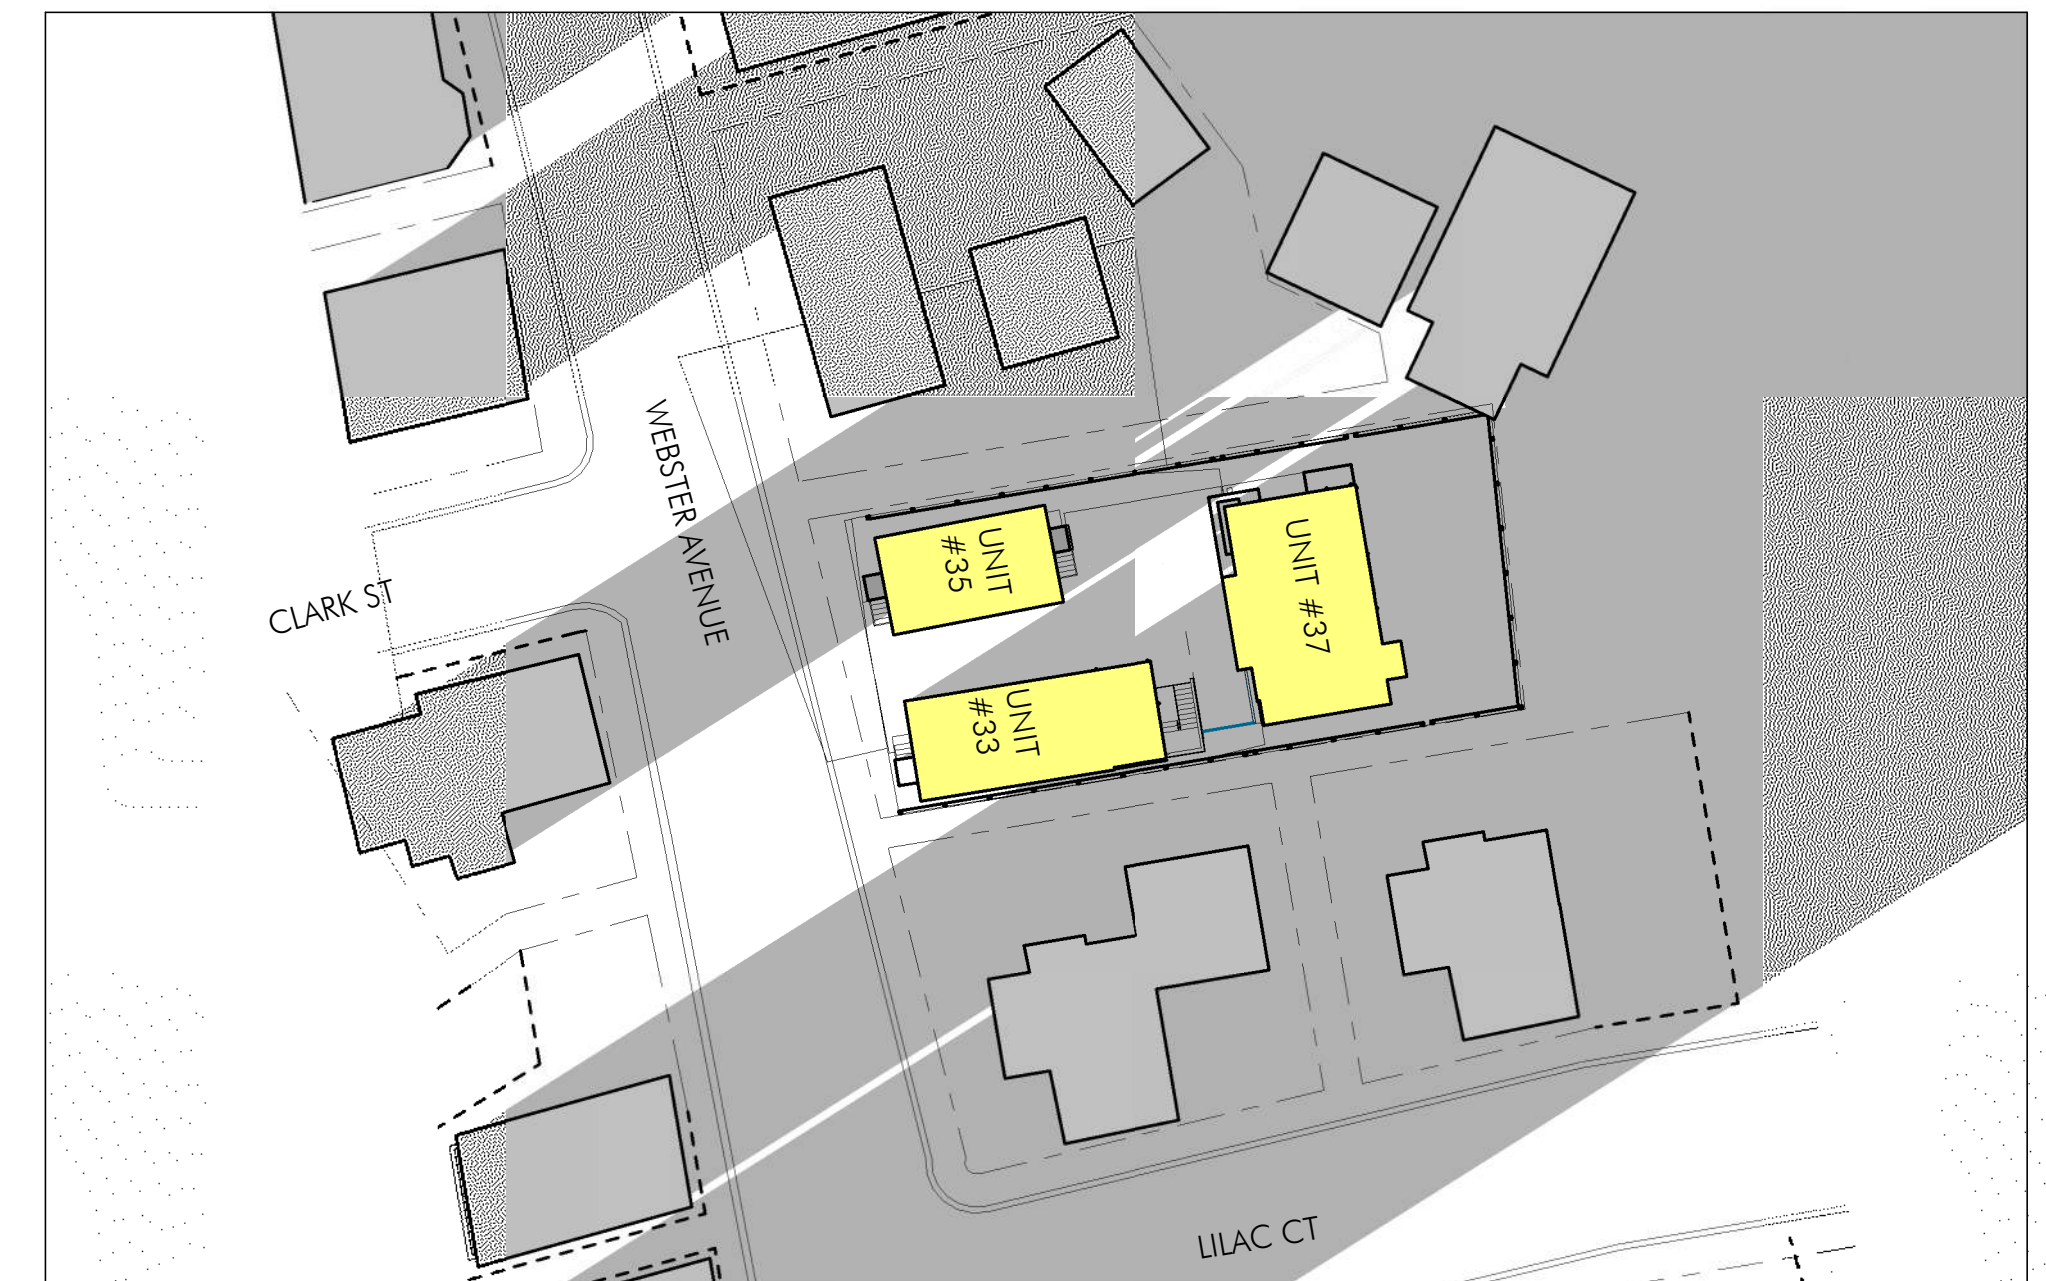 WEBSTER AVENUE
CLARK ST
UNIT
#35
UNIT #37
UNIT
#33
LILAC CT